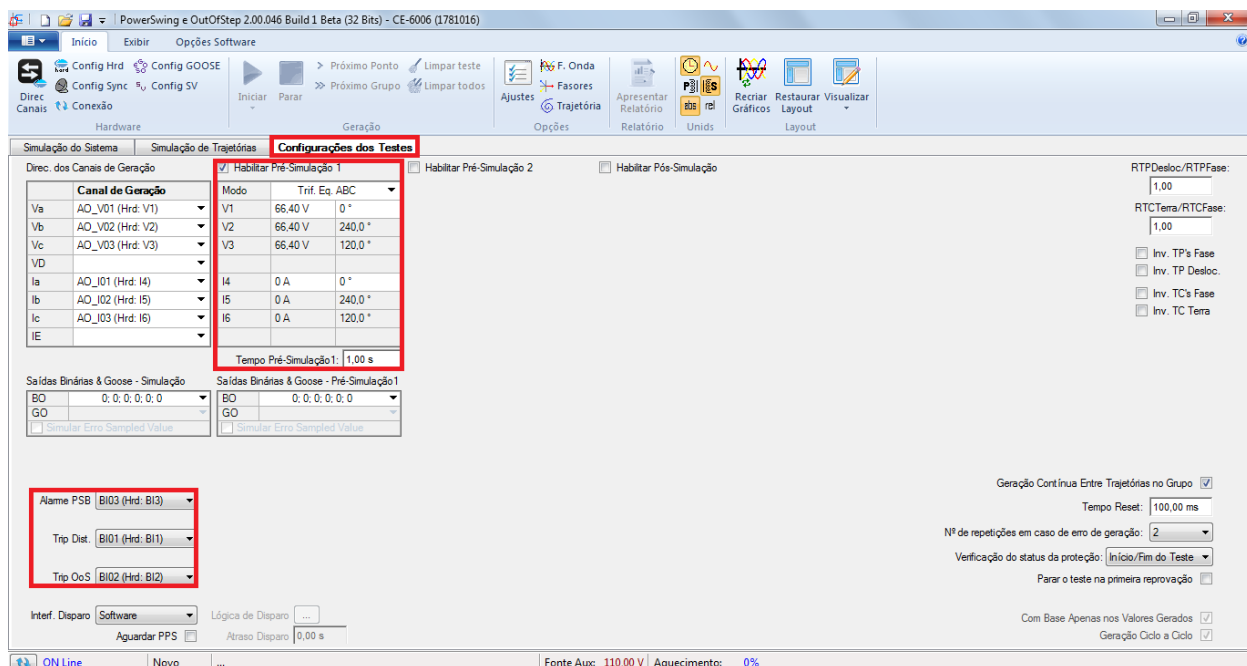 PowerSwing e OutOfStep 2.00.046 Build 1 Beta (32 Bits) - CE-6006 (1781016)
Início Exibir Opções Software
Direc Canais
Config Hrd Config GOOSE
Config Sync Config SV
Conexão
Hardware
Iniciar Parar
Próximo Ponto Limpar teste
Próximo Grupo Limpar todos
Geração
Ajustes
F. Onda
Fasores
Trajetória
Opções
Apresentar Relatório
Relatório
abs rel
Unids
Recriar Gráficos Restaurar Layout Visualizar
Layout
Simulação do Sistema Simulação de Trajetórias Configurações dos Testes
Direc. dos Canais de Geração
Canal de Geração
Va AO_V01 (Hrd: V1)
Vb AO_V02 (Hrd: V2)
Vc AO_V03 (Hrd: V3)
VD
Ia AO_I01 (Hrd: I4)
Ib AO_I02 (Hrd: I5)
Ic AO_I03 (Hrd: I6)
IE
Habilitar Pré-Simulação 1
Modo Trif. Eq. ABC
V1 66,40 V 0 °
V2 66,40 V 240,0 °
V3 66,40 V 120,0 °
I4 0 A 0 °
I5 0 A 240,0 °
I6 0 A 120,0 °
Tempo Pré-Simulação1: 1,00 s
Habilitar Pré-Simulação 2
Habilitar Pós-Simulação
RTPDesloc/RTPFase:
1,00
RTCTerra/RTCFase:
1,00
Inv. TP's Fase
Inv. TP Desloc.
Inv. TC's Fase
Inv. TC Terra
Saídas Binárias & Goose - Simulação
BO 0; 0; 0; 0; 0; 0
GO
Simular Erro Sampled Value
Saídas Binárias & Goose - Pré-Simulação1
BO 0; 0; 0; 0; 0; 0
GO
Simular Erro Sampled Value
Alarme PSB BI03 (Hrd: BI3)
Trip Dist. BI01 (Hrd: BI1)
Trip OoS BI02 (Hrd: BI2)
Geração Contínua Entre Trajetórias no Grupo
Tempo Reset: 100,00 ms
Nº de repetições em caso de erro de geração: 2
Verificação do status da proteção: Início/Fim do Teste
Parar o teste na primeira reprovação
Interf. Disparo Software Lógica de Disparo ...
Aguardar PPS Atraso Disparo 0,00 s
Com Base Apenas nos Valores Gerados
Geração Ciclo a Ciclo
ON Line Novo ... Fonte Aux: 110,00 V Aquecimento: 0%